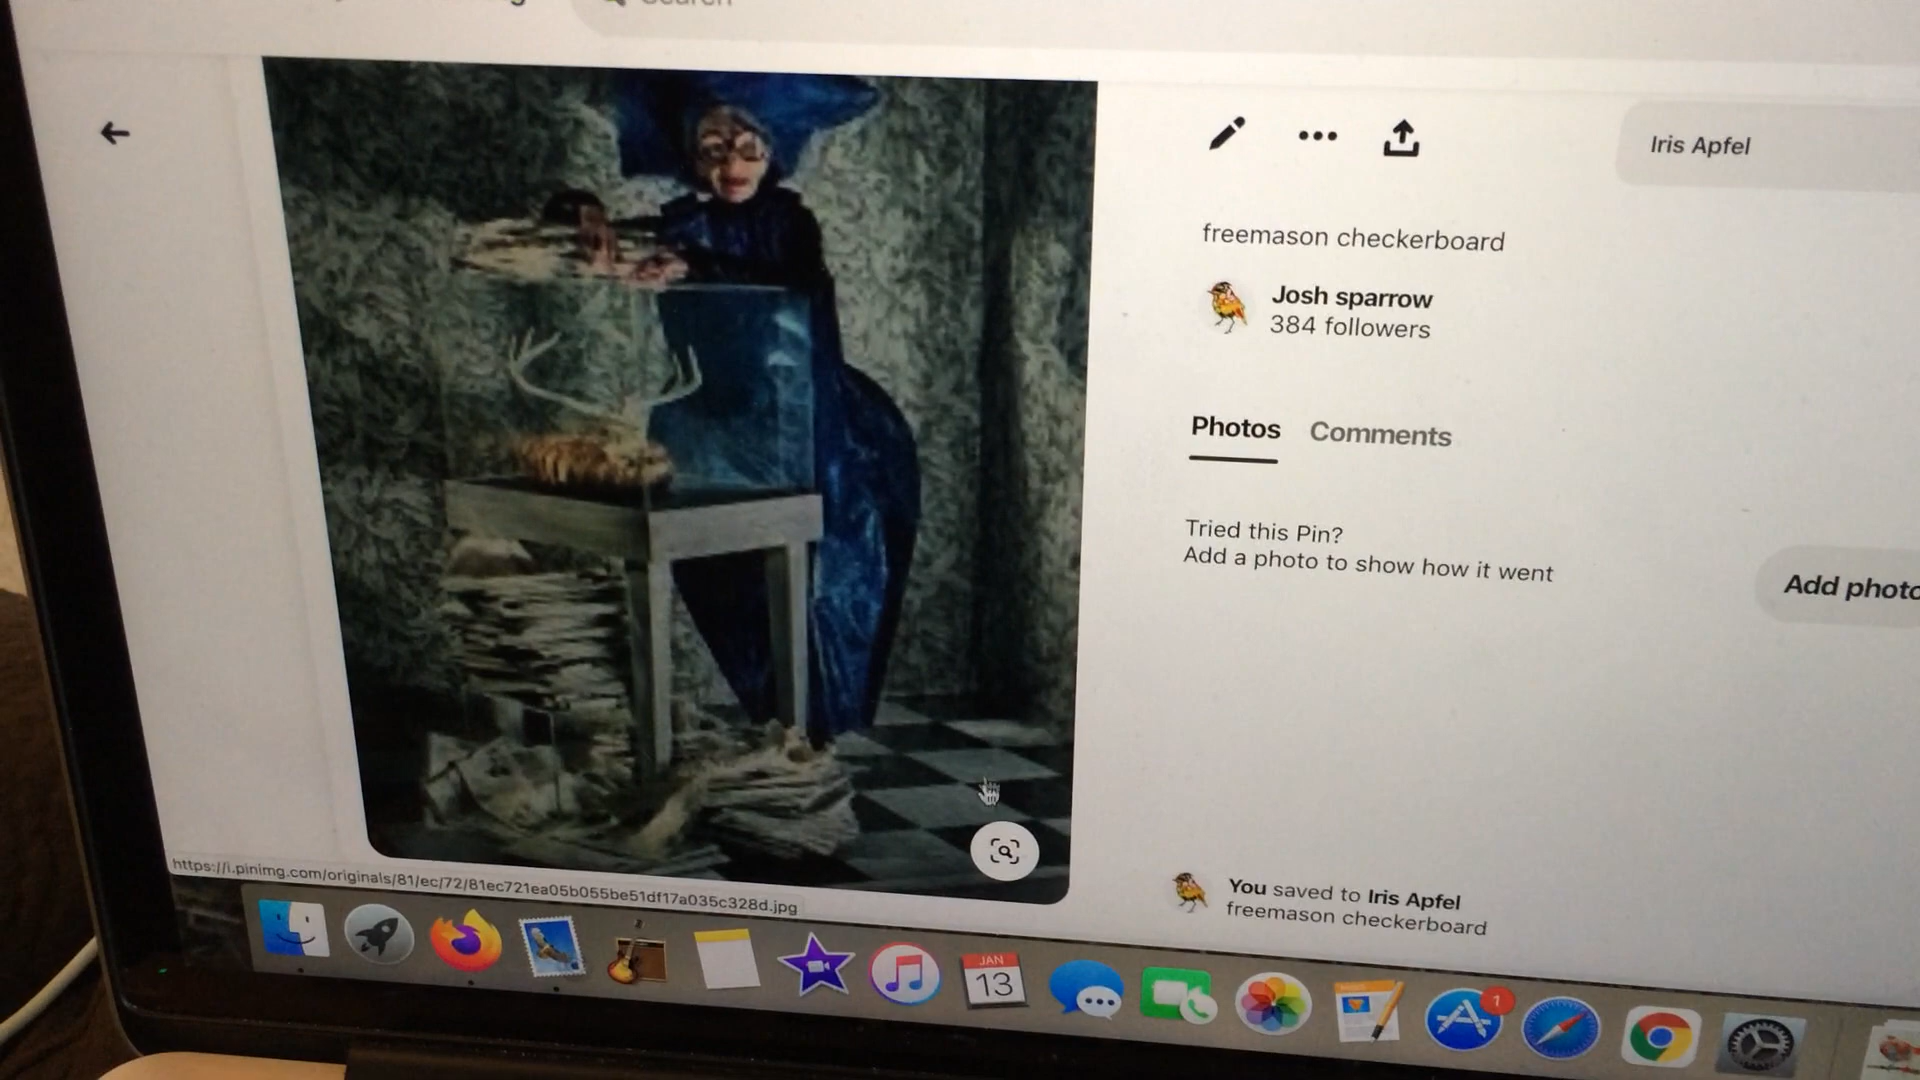 Search
Iris Apfel
freemason checkerboard
Josh sparrow
384 followers
Photos
Comments
Tried this Pin?
Add a photo to show how it went
Add photo
You saved to Iris Apfel
freemason checkerboard
https://i.pinimg.com/originals/81/ec/72/81ec721ea05b055be51df17a035c328d.jpg
JAN
13
1